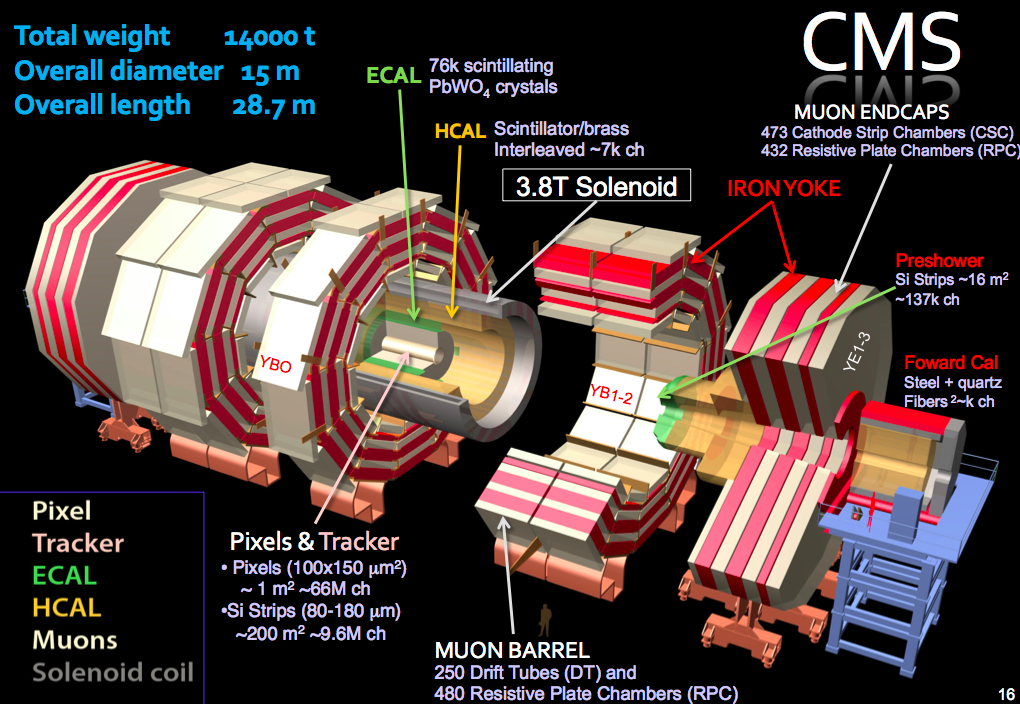 Total weight 14000 t
Overall diameter 15 m
Overall length 28.7 m
CMS
ECAL
76k scintillating
PbWO4 crystals
HCAL
Scintillator/brass
Interleaved ~7k ch
3.8T Solenoid
MUON ENDCAPS
473 Cathode Strip Chambers (CSC)
432 Resistive Plate Chambers (RPC)
IRON YOKE
Preshower
Si Strips ~16 m2
~137k ch
Foward Cal
Steel + quartz
Fibers 2~k ch
YBO
YB1-2
YE1-3
Pixel
Tracker
ECAL
HCAL
Muons
Solenoid coil
Pixels & Tracker
• Pixels (100x150 μm2)
~ 1 m2 ~66M ch
•Si Strips (80-180 μm)
~200 m2 ~9.6M ch
MUON BARREL
250 Drift Tubes (DT) and
480 Resistive Plate Chambers (RPC)
16